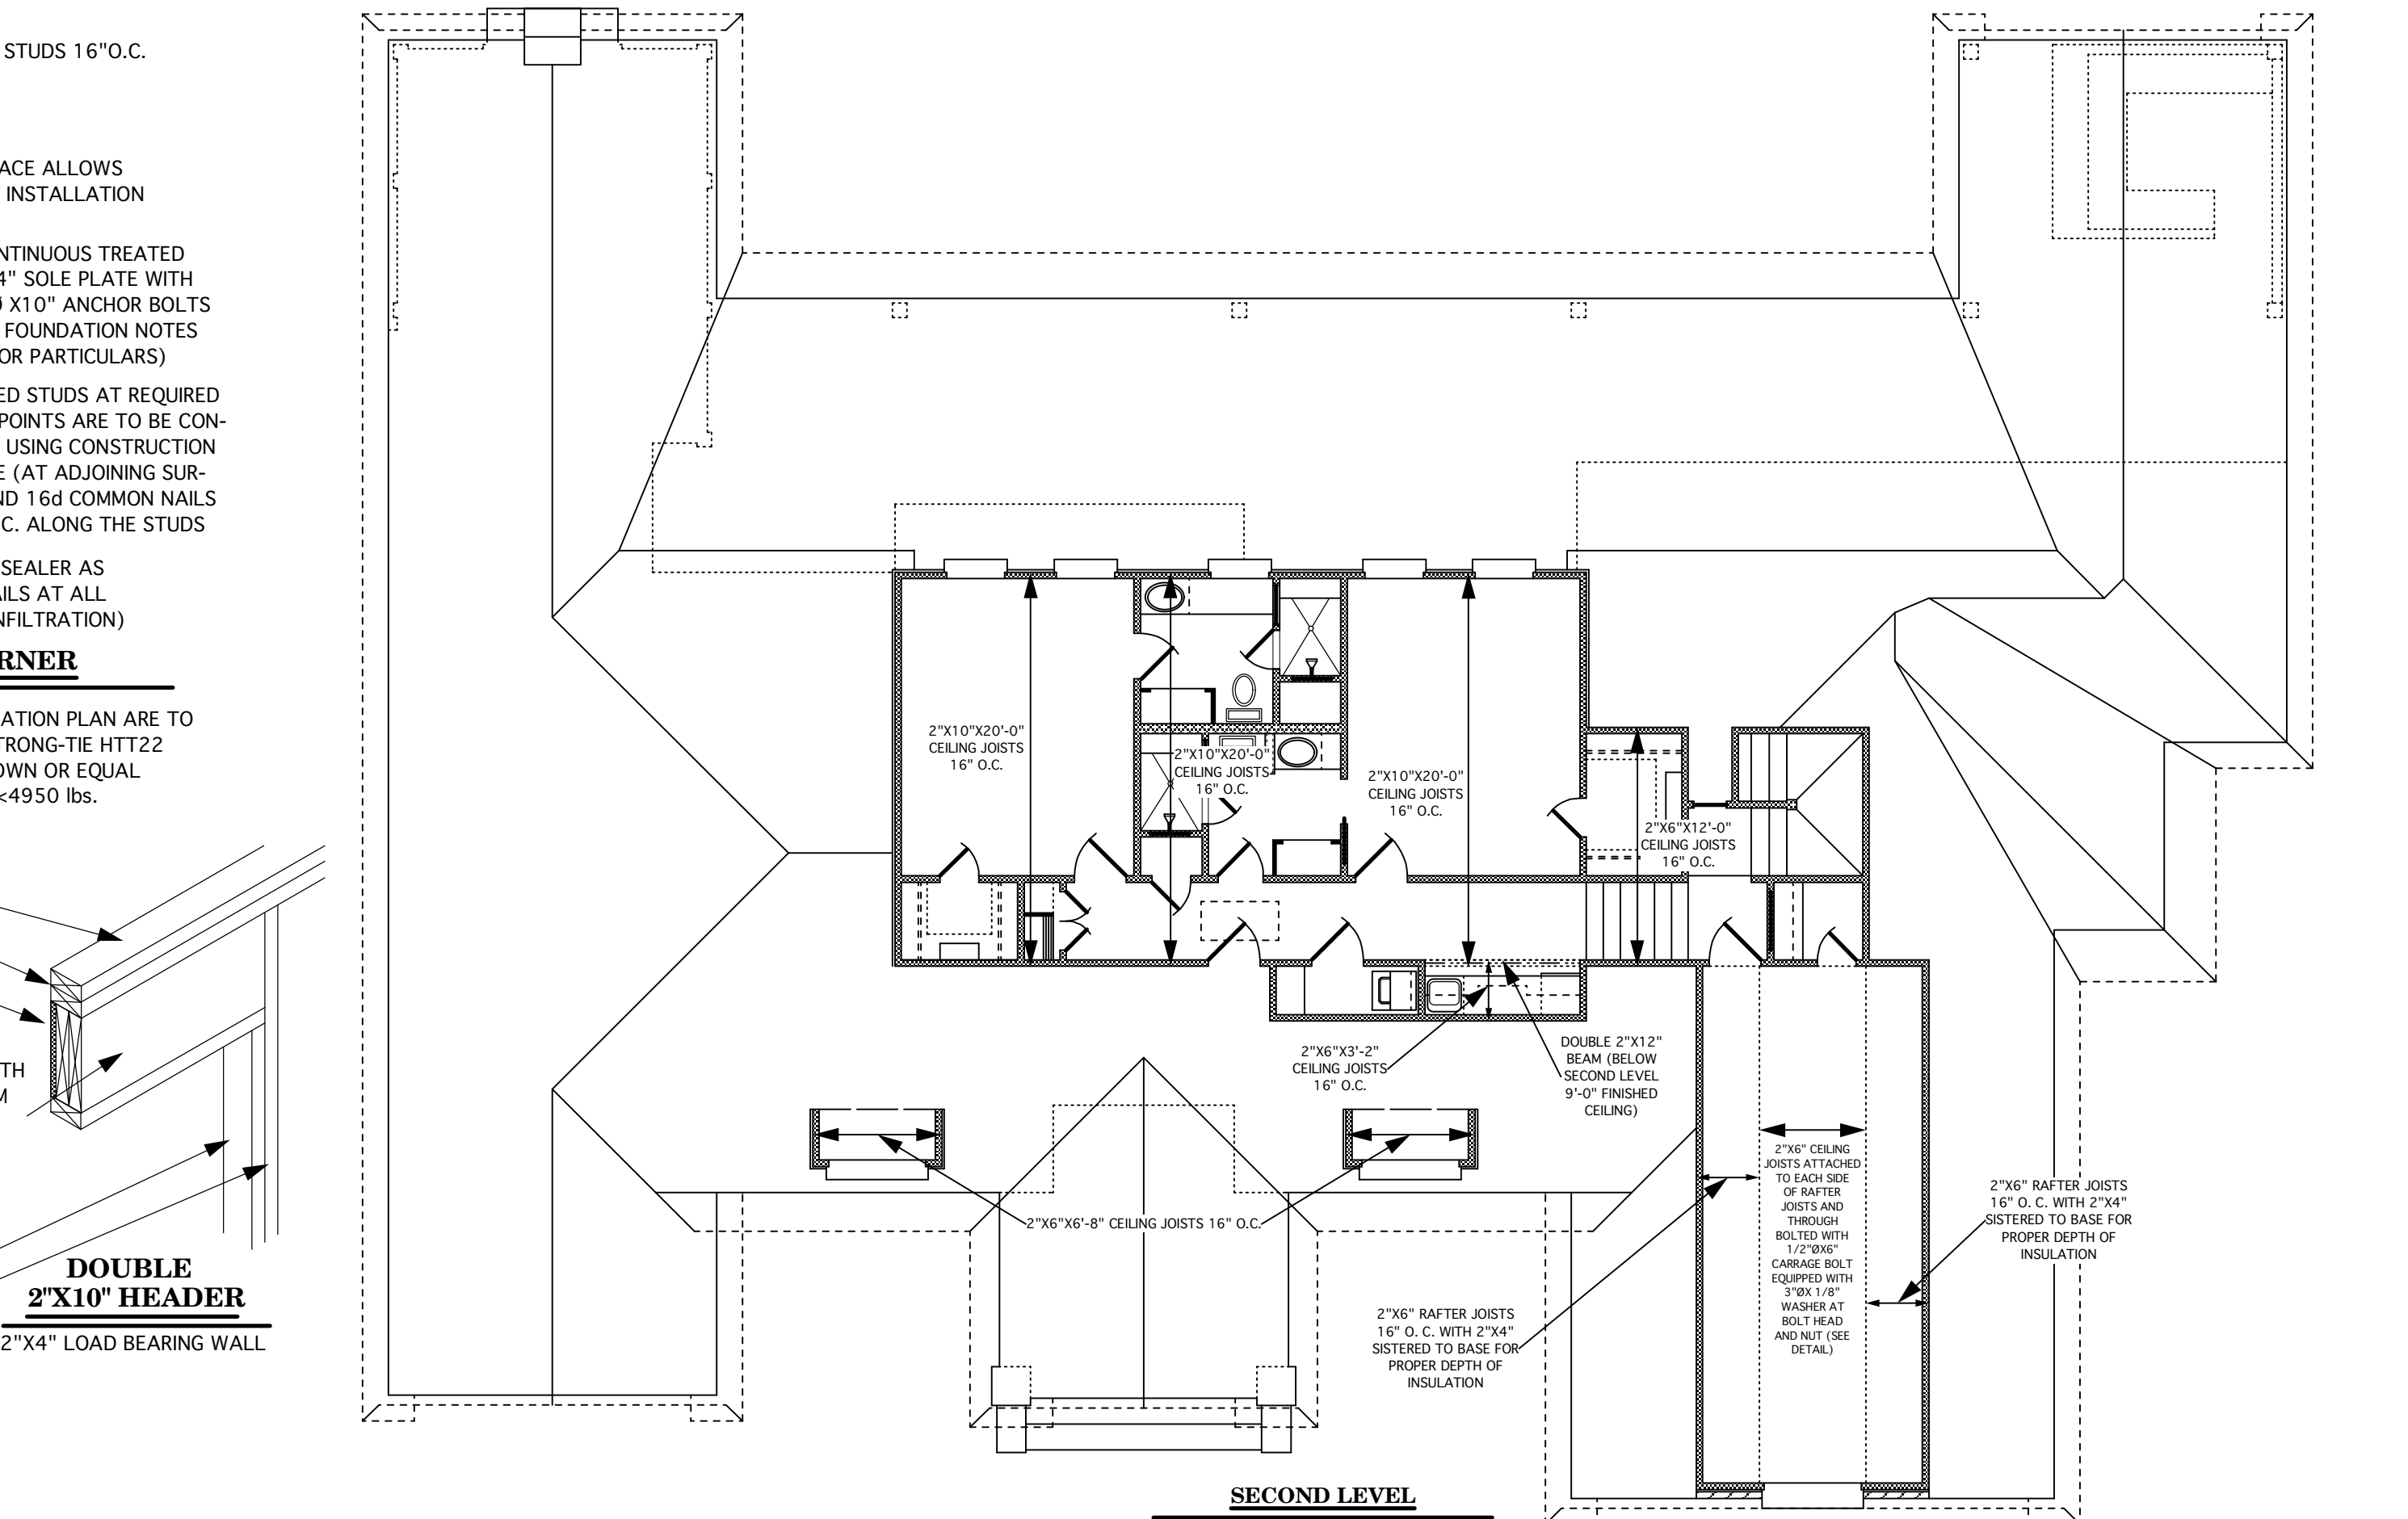 STUDS 16"O.C.
ACE ALLOWS
INSTALLATION
NTINUOUS TREATED
4" SOLE PLATE WITH
Ø X10" ANCHOR BOLTS
FOUNDATION NOTES
OR PARTICULARS)
ED STUDS AT REQUIRED
POINTS ARE TO BE CON-
USING CONSTRUCTION
E (AT ADJOINING SUR-
ND 16d COMMON NAILS
C. ALONG THE STUDS
SEALER AS
AILS AT ALL
NFILTRATION)
RNER
ATION PLAN ARE TO
TRONG-TIE HTT22
OWN OR EQUAL
<4950 lbs.
TH
M
DOUBLE
2"X10" HEADER
2"X4" LOAD BEARING WALL
2"X10"X20'-0"
CEILING JOISTS
16" O.C.
2"X10"X20'-0"
CEILING JOISTS
16" O.C.
2"X10"X20'-0"
CEILING JOISTS
16" O.C.
2"X6"X12'-0"
CEILING JOISTS
16" O.C.
2"X6"X3'-2"
CEILING JOISTS
16" O.C.
DOUBLE 2"X12"
BEAM (BELOW
SECOND LEVEL
9'-0" FINISHED
CEILING)
2"X6"X6'-8" CEILING JOISTS 16" O.C.
2"X6" CEILING
JOISTS ATTACHED
TO EACH SIDE
OF RAFTER
JOISTS AND
THROUGH
BOLTED WITH
1/2"ØX6"
CARRAGE BOLT
EQUIPPED WITH
3"ØX 1/8"
WASHER AT
BOLT HEAD
AND NUT (SEE
DETAIL)
2"X6" RAFTER JOISTS
16" O. C. WITH 2"X4"
SISTERED TO BASE FOR
PROPER DEPTH OF
INSULATION
2"X6" RAFTER JOISTS
16" O. C. WITH 2"X4"
SISTERED TO BASE FOR
PROPER DEPTH OF
INSULATION
SECOND LEVEL